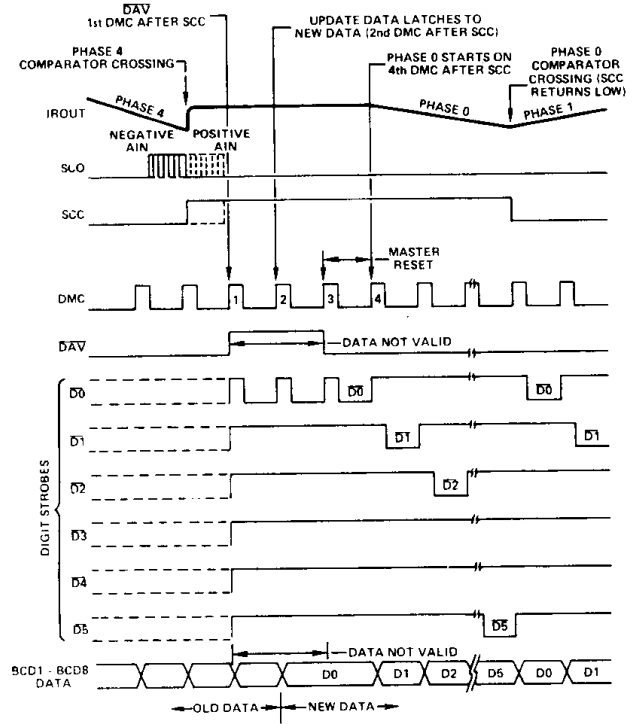 DAV
1st DMC AFTER SCC
UPDATE DATA LATCHES TO
NEW DATA (2nd DMC AFTER SCC)
PHASE 4
COMPARATOR CROSSING
PHASE 0 STARTS ON
4th DMC AFTER SCC
PHASE 0
COMPARATOR
CROSSING (SCC
RETURNS LOW)
IROUT
PHASE 4
PHASE 0
PHASE 1
NEGATIVE
AIN
POSITIVE
AIN
SCO
SCC
MASTER
RESET
DMC
1 2 3 4
DAV
DATA NOT VALID
DIGIT STROBES
D0
D0
D0
D1
D1
D1
D2
D2
D3
D4
D5
D5
DATA NOT VALID
BCD1 - BCD8
DATA
D0 D1 D2 D5 D0 D1
OLD DATA
NEW DATA